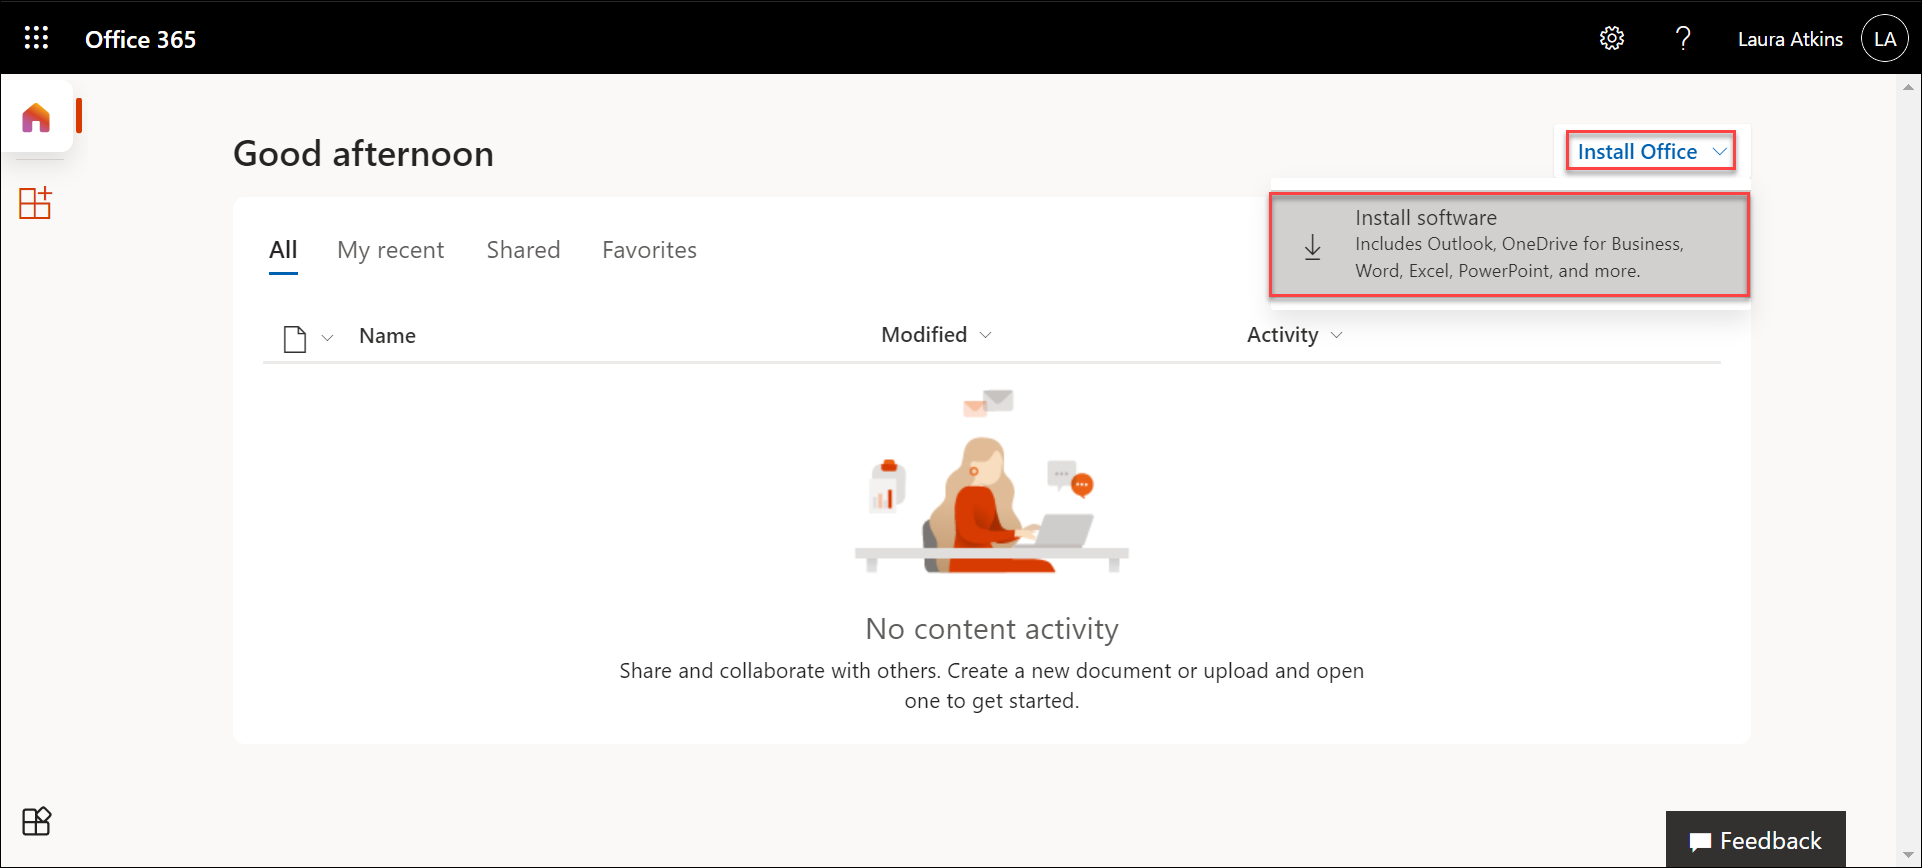 Office 365
?
Laura Atkins
LA
Good afternoon
Install Office
Install software
Includes Outlook, OneDrive for Business,
Word, Excel, PowerPoint, and more.
All
My recent
Shared
Favorites
Name
Modified
Activity
No content activity
Share and collaborate with others. Create a new document or upload and open
one to get started.
Feedback